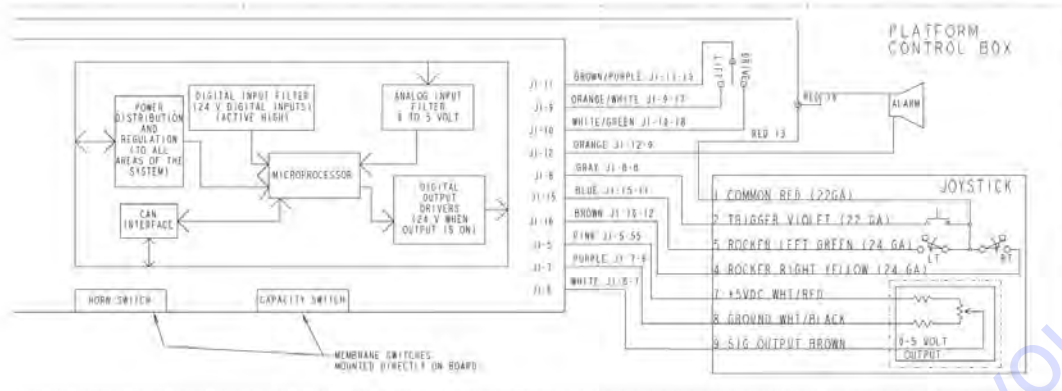 PLATFORM
CONTROL BOX
POWER
DISTRIBUTION
AND
REGULATION
(TO ALL
AREAS OF THE
SYSTEM)
DIGITAL INPUT FILTER
(24 V DIGITAL INPUTS)
(ACTIVE HIGH)
ANALOG INPUT
FILTER
0 TO 5 VOLT
MICROPROCESSOR
CAN
INTERFACE
DIGITAL
OUTPUT
DRIVERS
(24 V WHEN
OUTPUT IS ON)
HORN SWITCH
CAPACITY SWITCH
MEMBRANE SWITCHES
MOUNTED DIRECTLY ON BOARD
J1-11
J1-9
J1-10
J1-12
J1-8
J1-15
J1-16
J1-5
J1-7
J1-6
BROWN/PURPLE J1-11-15
ORANGE/WHITE J1-9-17
WHITE/GREEN J1-10-18
ORANGE J1-12-9
GRAY J1-8-8
BLUE J1-15-11
BROWN J1-16-12
PINK J1-5-55
PURPLE J1-7-6
WHITE
LIFT
DRIVE
RED 13
ALARM
JOYSTICK
1 COMMON RED (22GA)
2 TRIGGER VIOLET (22 GA)
5 ROCKER LEFT GREEN (24 GA)
LT
RT
4 ROCKER RIGHT YELLOW (24 GA)
7 +5VDC WHT/RED
8 GROUND WHT/BLACK
9 SIG OUTPUT BROWN
0-5 VOLT
OUTPUT